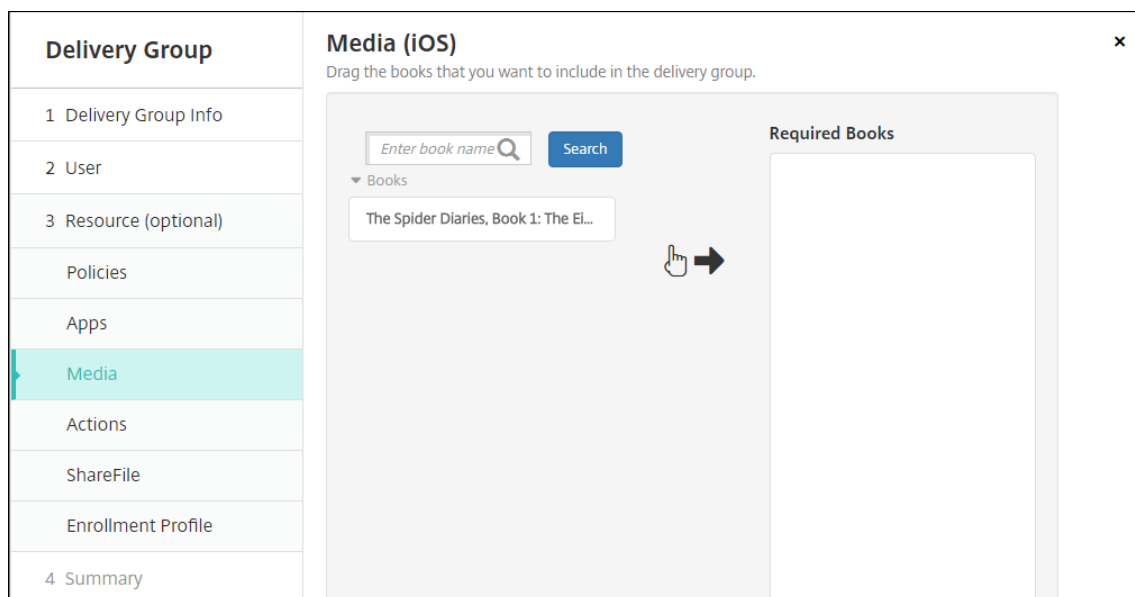 Delivery Group
1 Delivery Group Info
2 User
3 Resource (optional)
Policies
Apps
Media
Actions
ShareFile
Enrollment Profile
4 Summary
Media (iOS)
Drag the books that you want to include in the delivery group.
Enter book name
Search
Books
The Spider Diaries, Book 1: The Ei...
Required Books